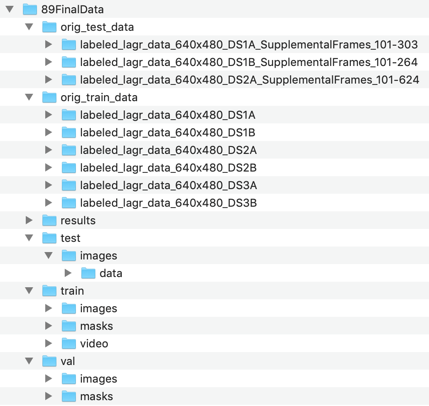 89FinalData
orig_test_data
labeled_lagr_data_640x480_DS1A_SupplementalFrames_101-303
labeled_lagr_data_640x480_DS1B_SupplementalFrames_101-264
labeled_lagr_data_640x480_DS2A_SupplementalFrames_101-624
orig_train_data
labeled_lagr_data_640x480_DS1A
labeled_lagr_data_640x480_DS1B
labeled_lagr_data_640x480_DS2A
labeled_lagr_data_640x480_DS2B
labeled_lagr_data_640x480_DS3A
labeled_lagr_data_640x480_DS3B
results
test
images
data
train
images
masks
video
val
images
masks